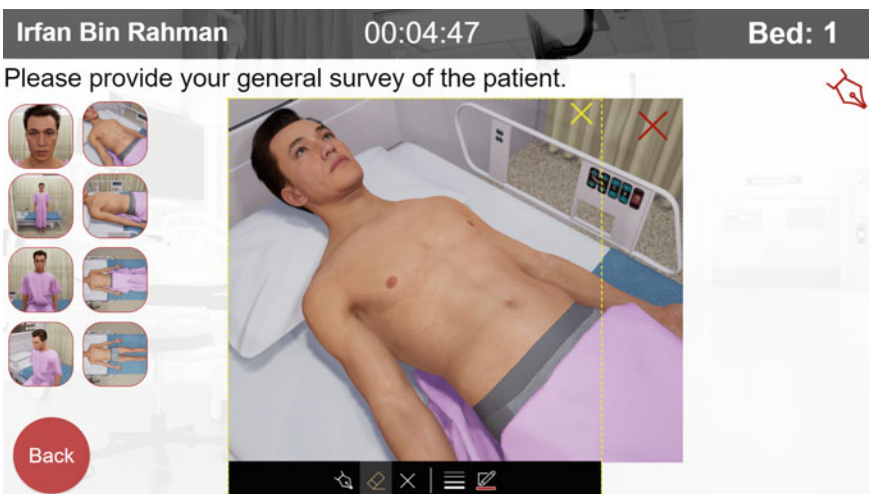 Irfan Bin Rahman 00:04:47 Bed: 1
Please provide your general survey of the patient.
Back